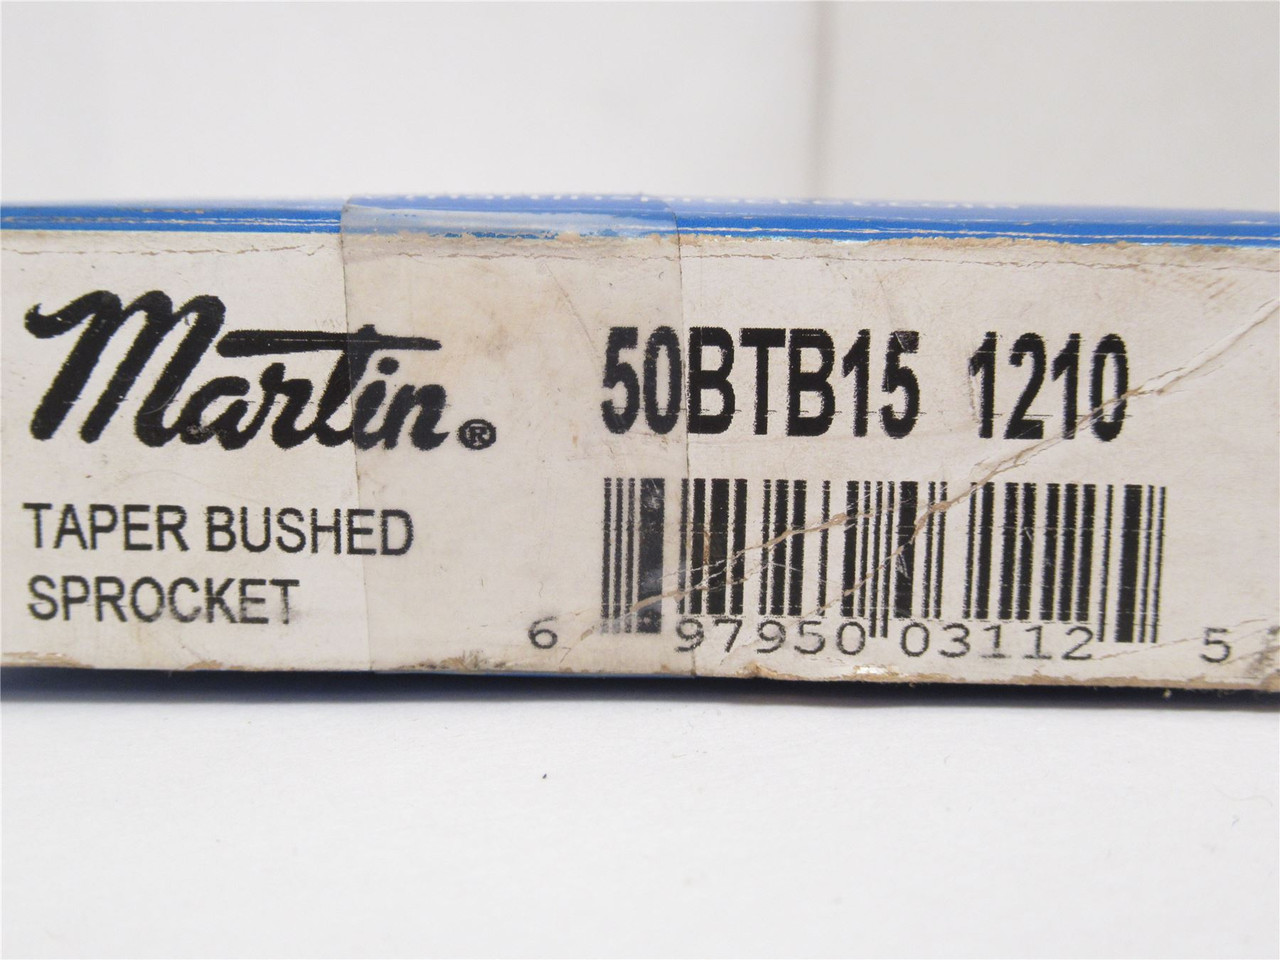 Martin®
50BTB15 1210
TAPER BUSHED
SPROCKET
6 97950 03112 5